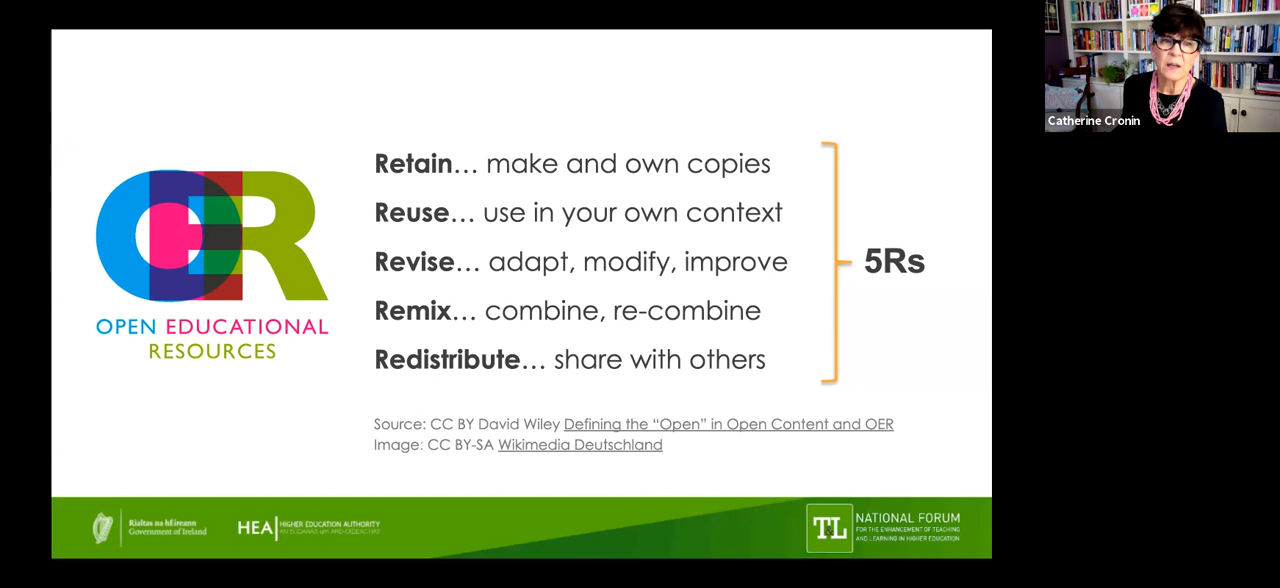 Catherine Cronin
OER
OPEN EDUCATIONAL
RESOURCES
Retain… make and own copies
Reuse… use in your own context
Revise… adapt, modify, improve
Remix… combine, re-combine
Redistribute… share with others
5Rs
Source: CC BY David Wiley Defining the “Open” in Open Content and OER
Image: CC BY-SA Wikimedia Deutschland
Rialtas na hÉireann
Government of Ireland
HEA
HIGHER EDUCATION AUTHORITY
AN tÚDARÁS um ARD-OIDEACHAS
T&L
NATIONAL FORUM
FOR THE ENHANCEMENT OF TEACHING
AND LEARNING IN HIGHER EDUCATION